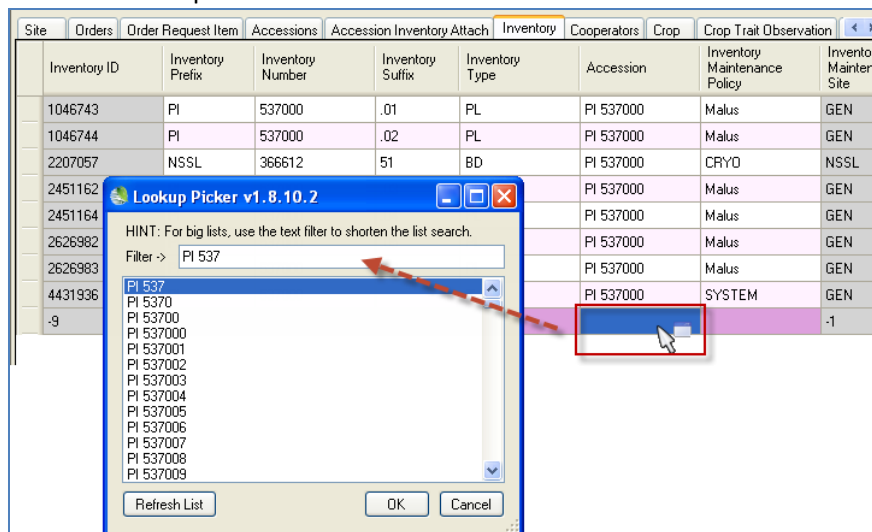 Site Orders Order Request Item Accessions Accession Inventory Attach Inventory Cooperators Crop Crop Trait Observation
Inventory ID Inventory Prefix Inventory Number Inventory Suffix Inventory Type Accession Inventory Maintenance Policy Site
1046743 PI 537000 .01 PL PI 537000 Malus GEN
1046744 PI 537000 .02 PL PI 537000 Malus GEN
2207057 NSSL 366612 51 BD PI 537000 CRYO NSSL
2451162 PI 537000 Malus GEN
2451164 PI 537000 Malus GEN
2626982 PI 537000 Malus GEN
2626983 PI 537000 Malus GEN
4431936 PI 537000 SYSTEM GEN
-9 -1
Lookup Picker v1.8.10.2
HINT: For big lists, use the text filter to shorten the list search.
Filter -> PI 537
PI 537
PI 5370
PI 53700
PI 537000
PI 537001
PI 537002
PI 537003
PI 537004
PI 537005
PI 537006
PI 537007
PI 537008
PI 537009
Refresh List OK Cancel